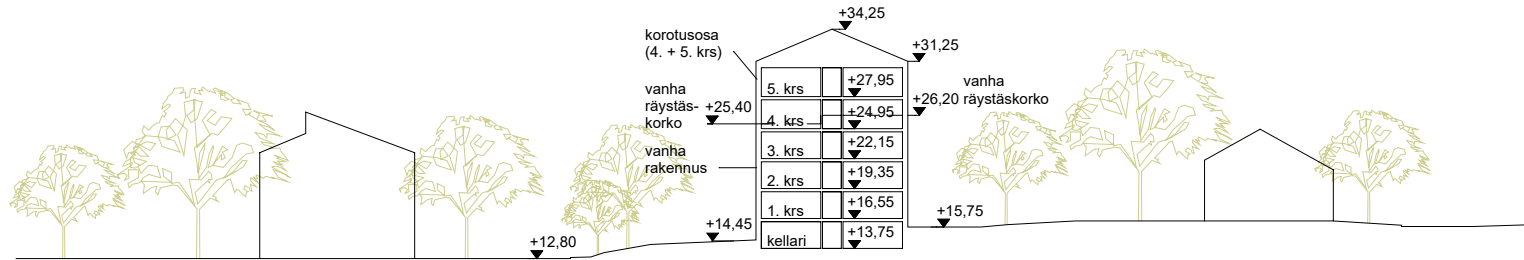 +34,25
korotusosa
(4. + 5. krs)
+31,25
5. krs
+27,95
vanha
räystäs-
korko
+25,40
4. krs
+24,95
+26,20
vanha
räystäskorko
3. krs
+22,15
vanha
rakennus
2. krs
+19,35
1. krs
+16,55
+14,45
+15,75
kellari
+13,75
+12,80